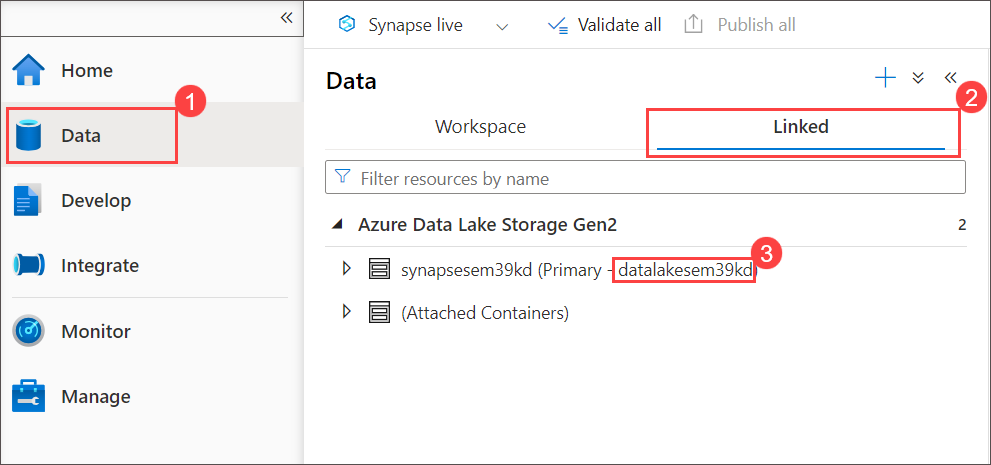 «
Home
1
Data
Develop
Integrate
Monitor
Manage
Synapse live
Validate all
Publish all
Data
«
2
Workspace
Linked
Filter resources by name
Azure Data Lake Storage Gen2 2
3
synapsesem39kd (Primary - datalakesem39kd)
(Attached Containers)